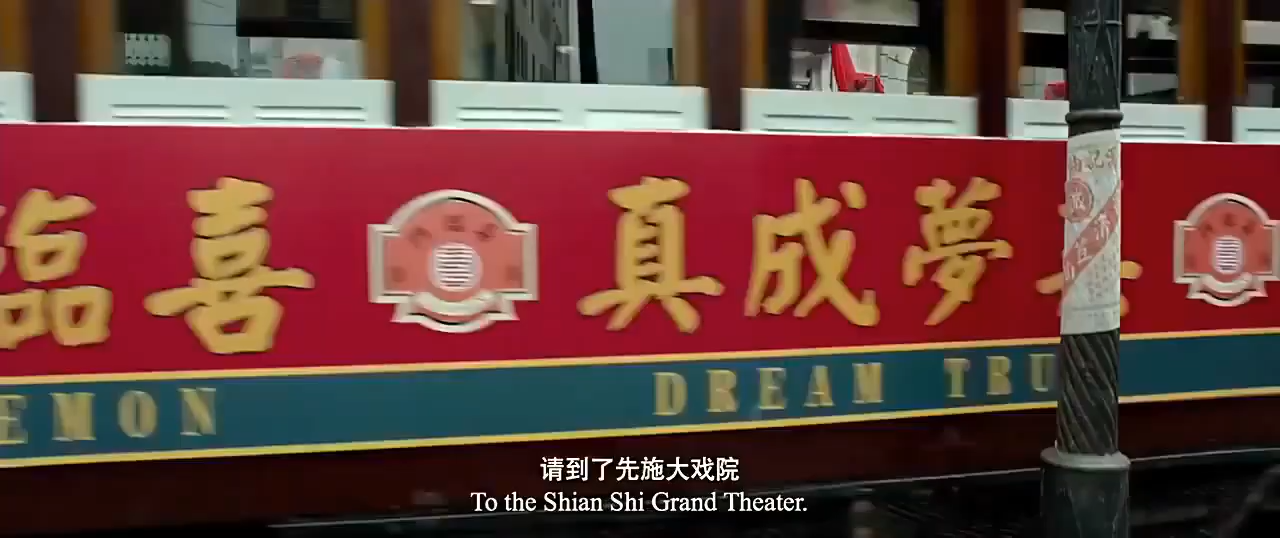 夢成真 喜
EMON DREAM TRU
请到了先施大戏院
To the Shian Shi Grand Theater.